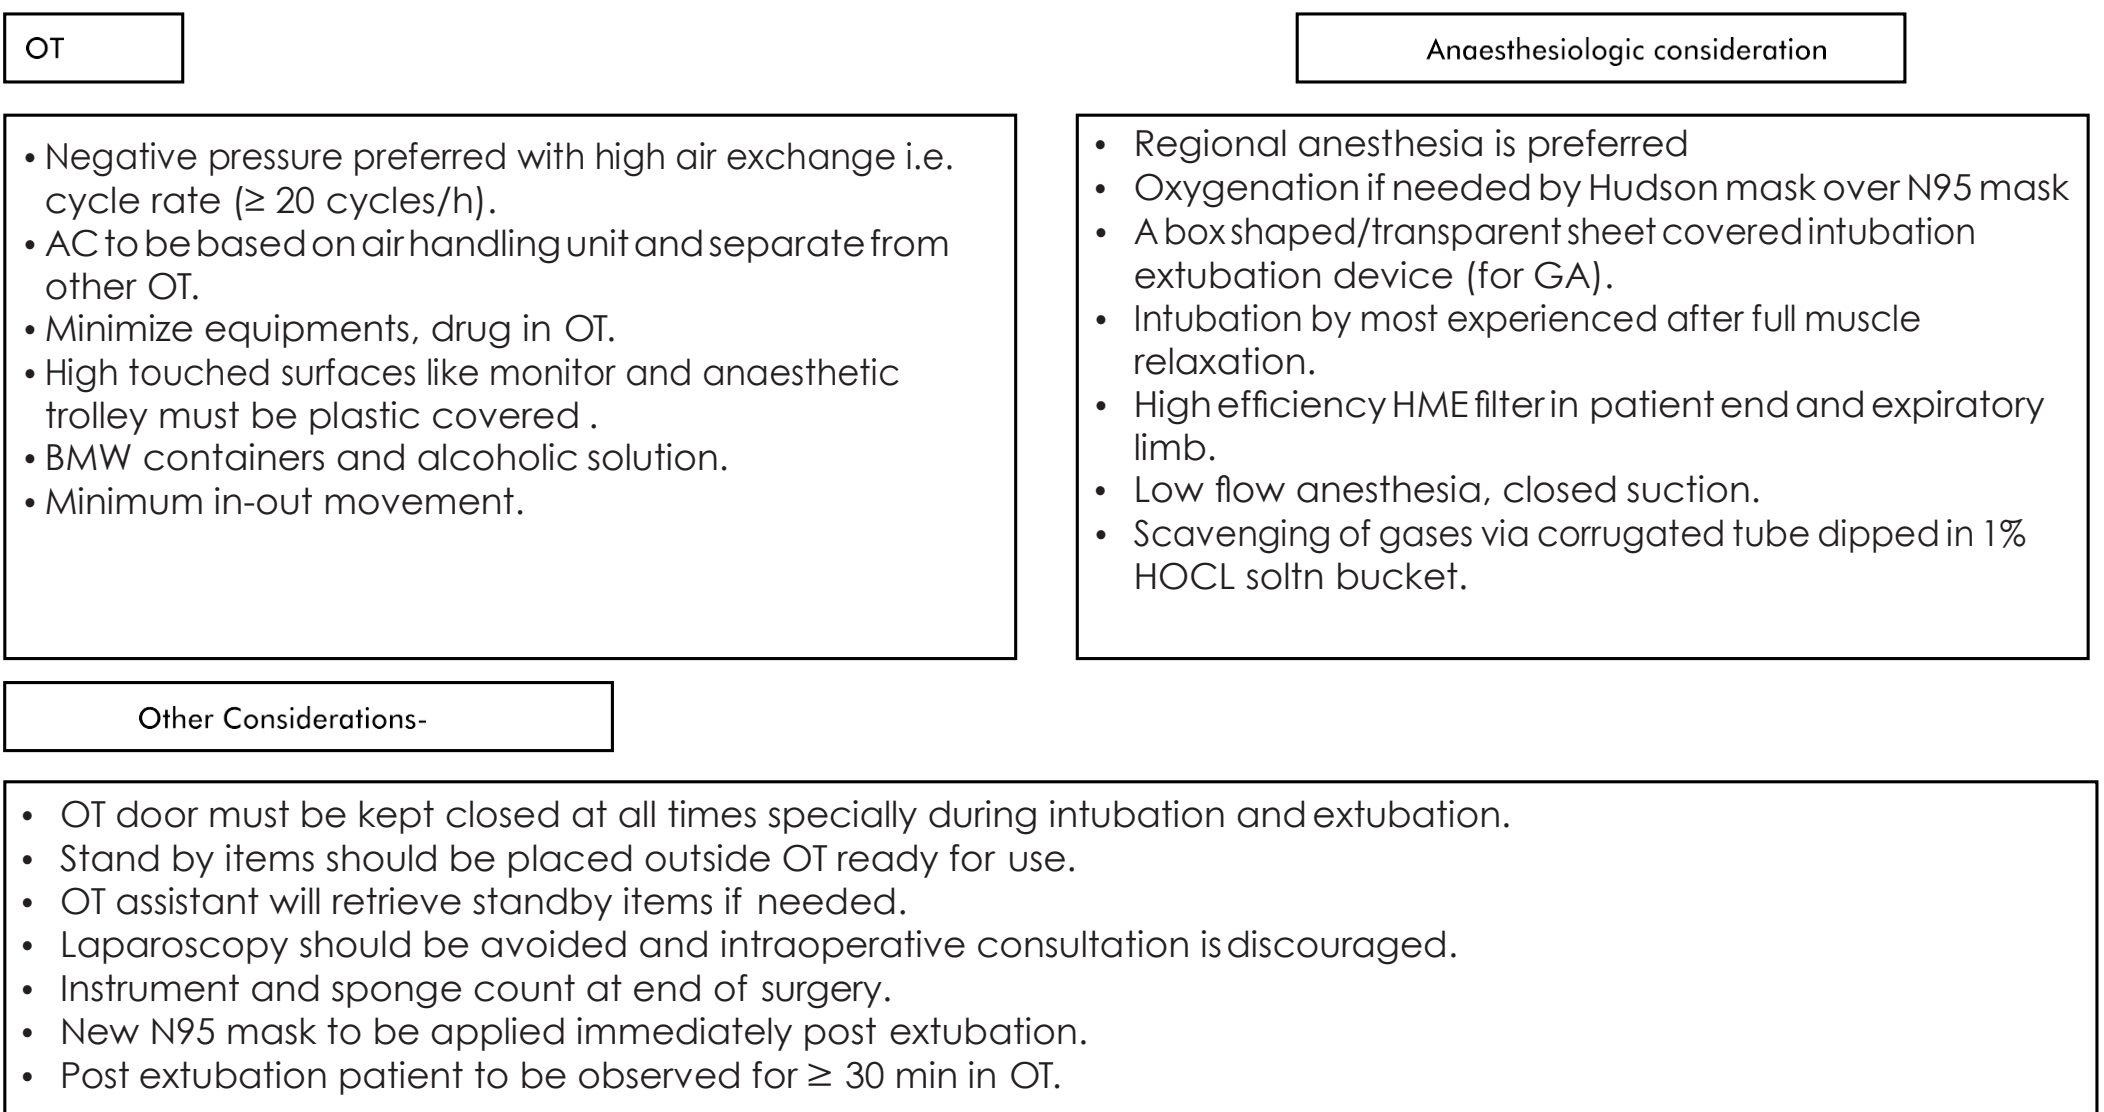 OT
• Negative pressure preferred with high air exchange i.e.
cycle rate (≥ 20 cycles/h).
• AC to be based on air handling unit and separate from
other OT.
• Minimize equipments, drug in OT.
• High touched surfaces like monitor and anaesthetic
trolley must be plastic covered .
• BMW containers and alcoholic solution.
• Minimum in-out movement.
Anaesthesiologic consideration
• Regional anesthesia is preferred
• Oxygenation if needed by Hudson mask over N95 mask
• A box shaped/transparent sheet covered intubation
extubation device (for GA).
• Intubation by most experienced after full muscle
relaxation.
• High efficiency HME filter in patient end and expiratory
limb.
• Low flow anesthesia, closed suction.
• Scavenging of gases via corrugated tube dipped in 1%
HOCL soltn bucket.
Other Considerations-
• OT door must be kept closed at all times specially during intubation and extubation.
• Stand by items should be placed outside OT ready for use.
• OT assistant will retrieve standby items if needed.
• Laparoscopy should be avoided and intraoperative consultation is discouraged.
• Instrument and sponge count at end of surgery.
• New N95 mask to be applied immediately post extubation.
• Post extubation patient to be observed for ≥ 30 min in OT.